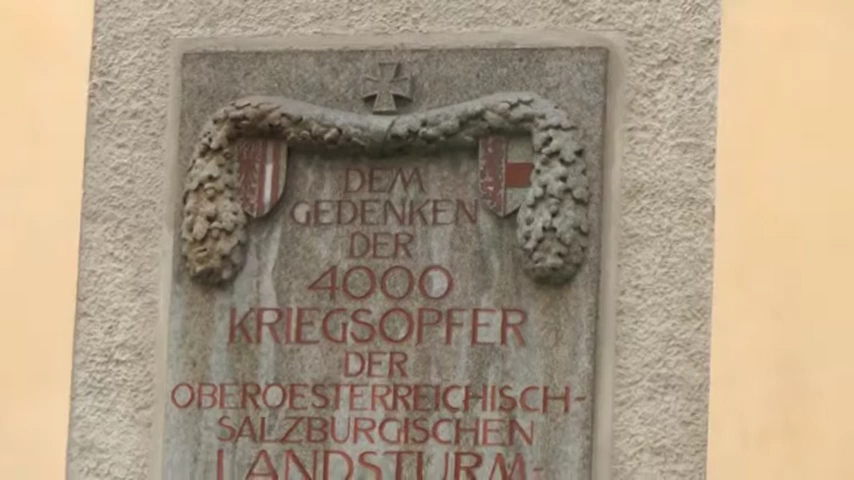 DEM
GEDENKEN
DER
4000
KRIEGSOPFER
DER
OBEROESTERREICHISCH-
SALZBURGISCHEN
LANDSTURM-